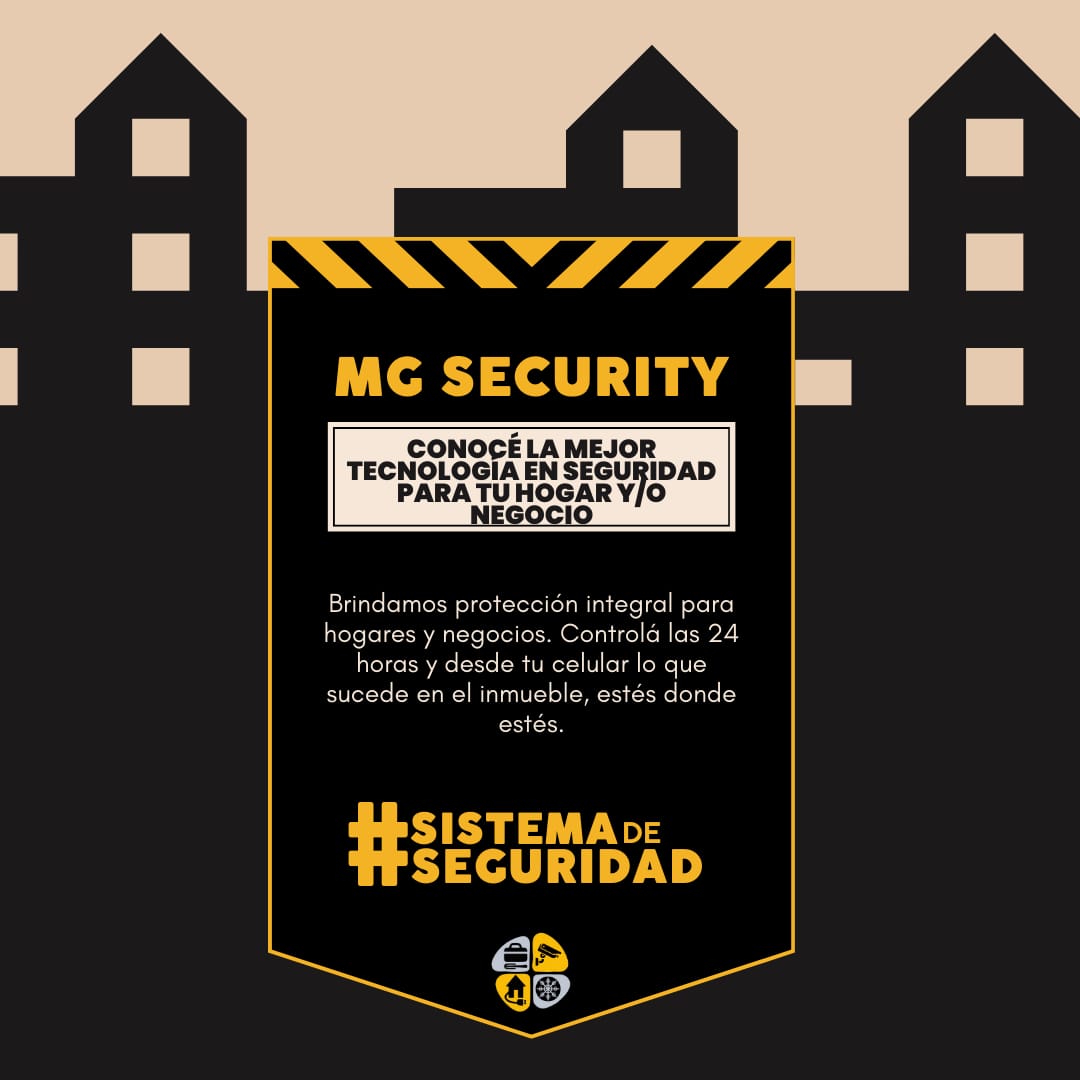 MG SECURITY
CONOCÉ LA MEJOR
TECNOLOGÍA EN SEGURIDAD
PARA TU HOGAR Y/O
NEGOCIO
Brindamos protección integral para
hogares y negocios. Controlá las 24
horas y desde tu celular lo que
sucede en el inmueble, estés donde
estés.
#SISTEMA DE
SEGURIDAD